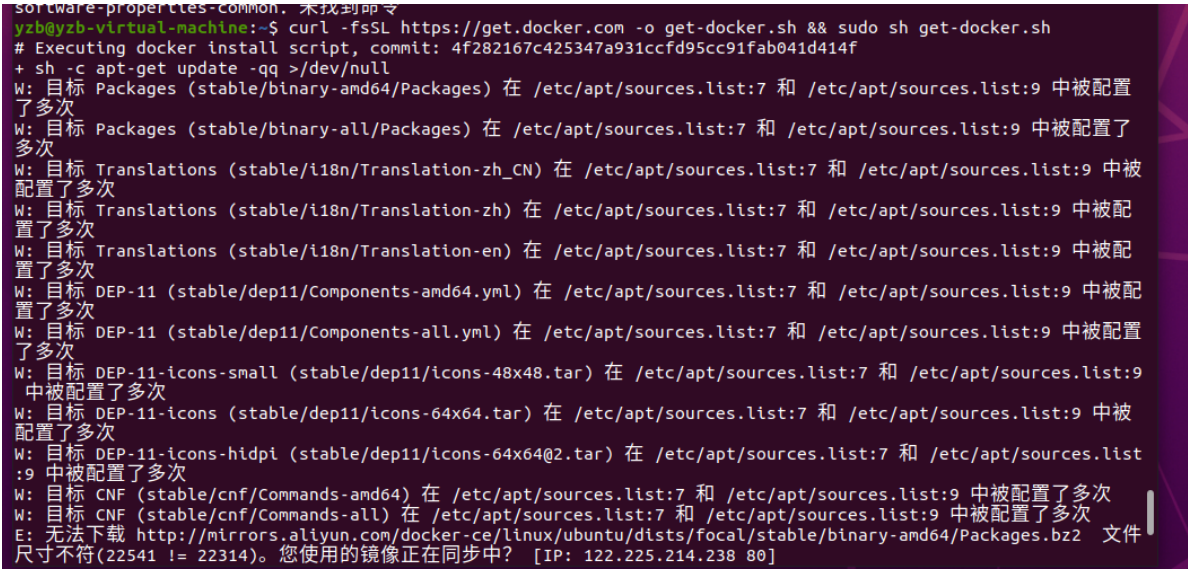 software-properties-common: 未找到命令
yzb@yzb-virtual-machine:~$ curl -fsSL https://get.docker.com -o get-docker.sh && sudo sh get-docker.sh
# Executing docker install script, commit: 4f282167c425347a931ccfd95cc91fab041d414f
+ sh -c apt-get update -qq >/dev/null
W: 目标 Packages (stable/binary-amd64/Packages) 在 /etc/apt/sources.list:7 和 /etc/apt/sources.list:9 中被配置
了多次
W: 目标 Packages (stable/binary-all/Packages) 在 /etc/apt/sources.list:7 和 /etc/apt/sources.list:9 中被配置了
多次
W: 目标 Translations (stable/i18n/Translation-zh_CN) 在 /etc/apt/sources.list:7 和 /etc/apt/sources.list:9 中被
配置了多次
W: 目标 Translations (stable/i18n/Translation-zh) 在 /etc/apt/sources.list:7 和 /etc/apt/sources.list:9 中被配
置了多次
W: 目标 Translations (stable/i18n/Translation-en) 在 /etc/apt/sources.list:7 和 /etc/apt/sources.list:9 中被配
置了多次
W: 目标 DEP-11 (stable/dep11/Components-amd64.yml) 在 /etc/apt/sources.list:7 和 /etc/apt/sources.list:9 中被配
置了多次
W: 目标 DEP-11 (stable/dep11/Components-all.yml) 在 /etc/apt/sources.list:7 和 /etc/apt/sources.list:9 中被配置
了多次
W: 目标 DEP-11-icons-small (stable/dep11/icons-48x48.tar) 在 /etc/apt/sources.list:7 和 /etc/apt/sources.list:9
中被配置了多次
W: 目标 DEP-11-icons (stable/dep11/icons-64x64.tar) 在 /etc/apt/sources.list:7 和 /etc/apt/sources.list:9 中被
配置了多次
W: 目标 DEP-11-icons-hidpi (stable/dep11/icons-64x64@2.tar) 在 /etc/apt/sources.list:7 和 /etc/apt/sources.list
:9 中被配置了多次
W: 目标 CNF (stable/cnf/Commands-amd64) 在 /etc/apt/sources.list:7 和 /etc/apt/sources.list:9 中被配置了多次
W: 目标 CNF (stable/cnf/Commands-all) 在 /etc/apt/sources.list:7 和 /etc/apt/sources.list:9 中被配置了多次
E: 无法下载 http://mirrors.aliyun.com/docker-ce/linux/ubuntu/dists/focal/stable/binary-amd64/Packages.bz2  文件
尺寸不符(22541 != 22314)。您使用的镜像正在同步中？ [IP: 122.225.214.238 80]